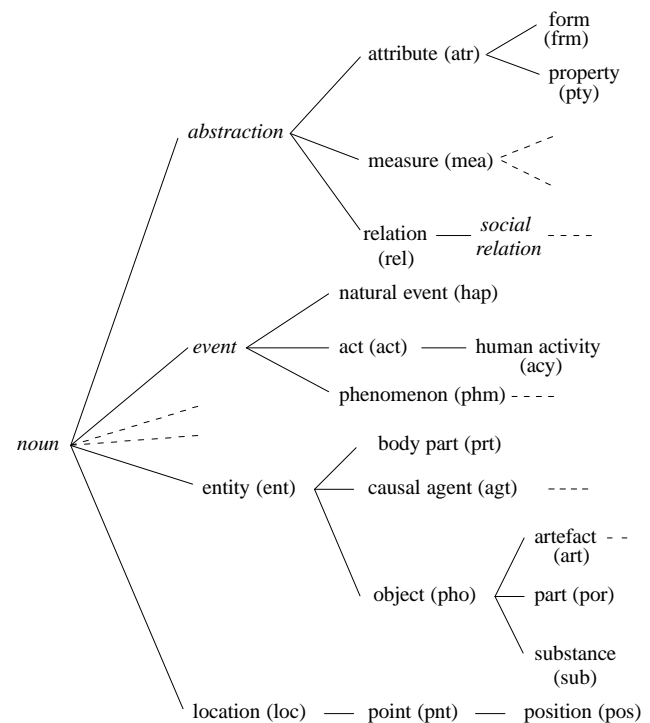 form
(frm)
attribute (atr)
property
(pty)
abstraction
measure (mea)
relation
(rel)
social
relation
natural event (hap)
event
act (act)
human activity
(acy)
phenomenon (phm)
noun
body part (prt)
entity (ent)
causal agent (agt)
artefact
(art)
object (pho)
part (por)
substance
(sub)
location (loc)
point (pnt)
position (pos)